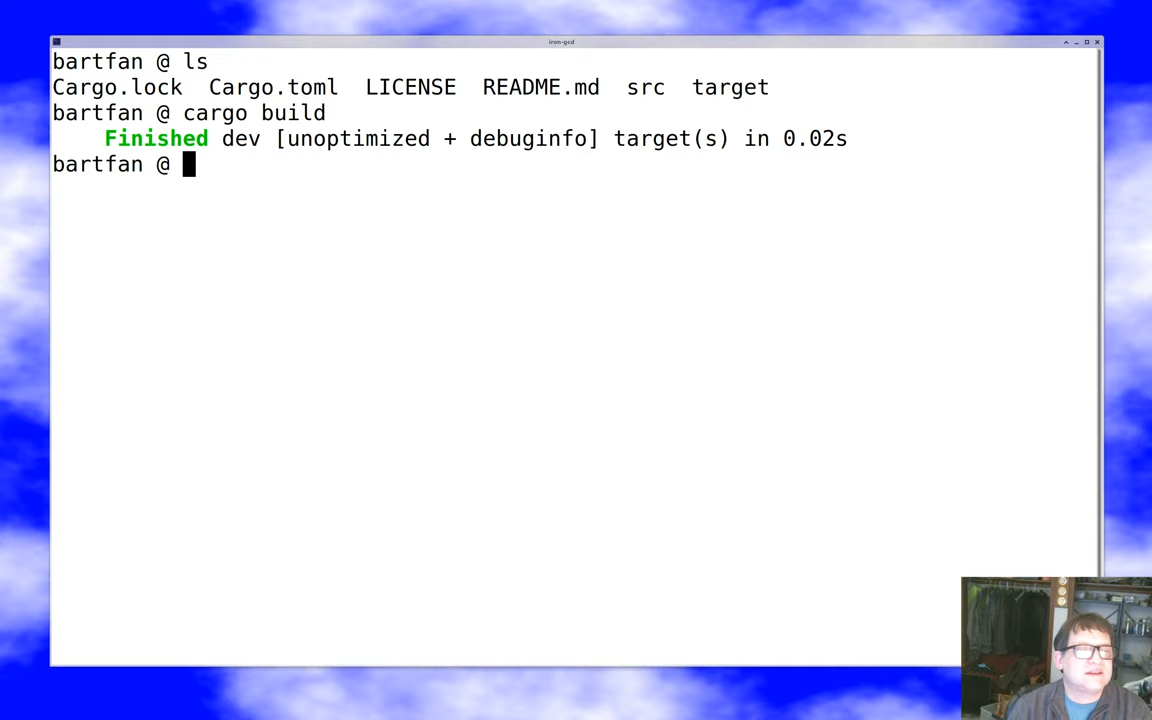 iron-gcd
bartfan @ ls
Cargo.lock  Cargo.toml  LICENSE  README.md  src  target
bartfan @ cargo build
    Finished dev [unoptimized + debuginfo] target(s) in 0.02s
bartfan @